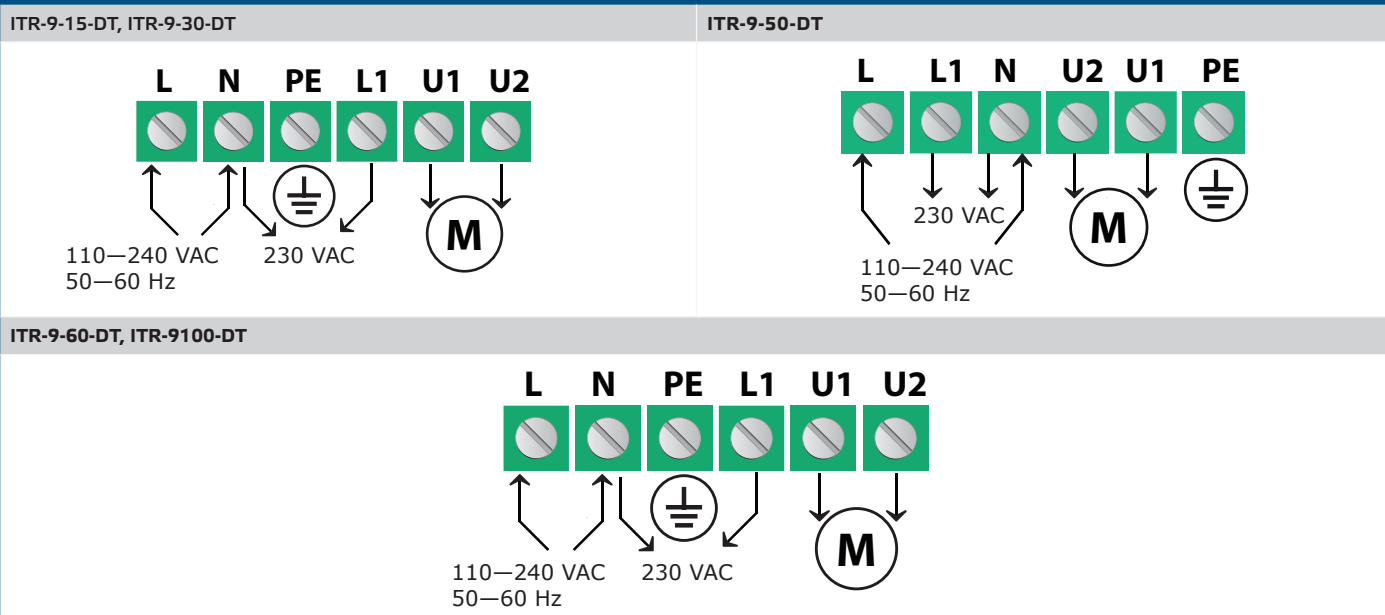 ITR-9-15-DT, ITR-9-30-DT
L N PE L1 U1 U2
M
110—240 VAC 230 VAC
50—60 Hz
ITR-9-50-DT
L L1 N U2 U1 PE
230 VAC
M
110—240 VAC
50—60 Hz
ITR-9-60-DT, ITR-9100-DT
L N PE L1 U1 U2
M
110—240 VAC 230 VAC
50—60 Hz